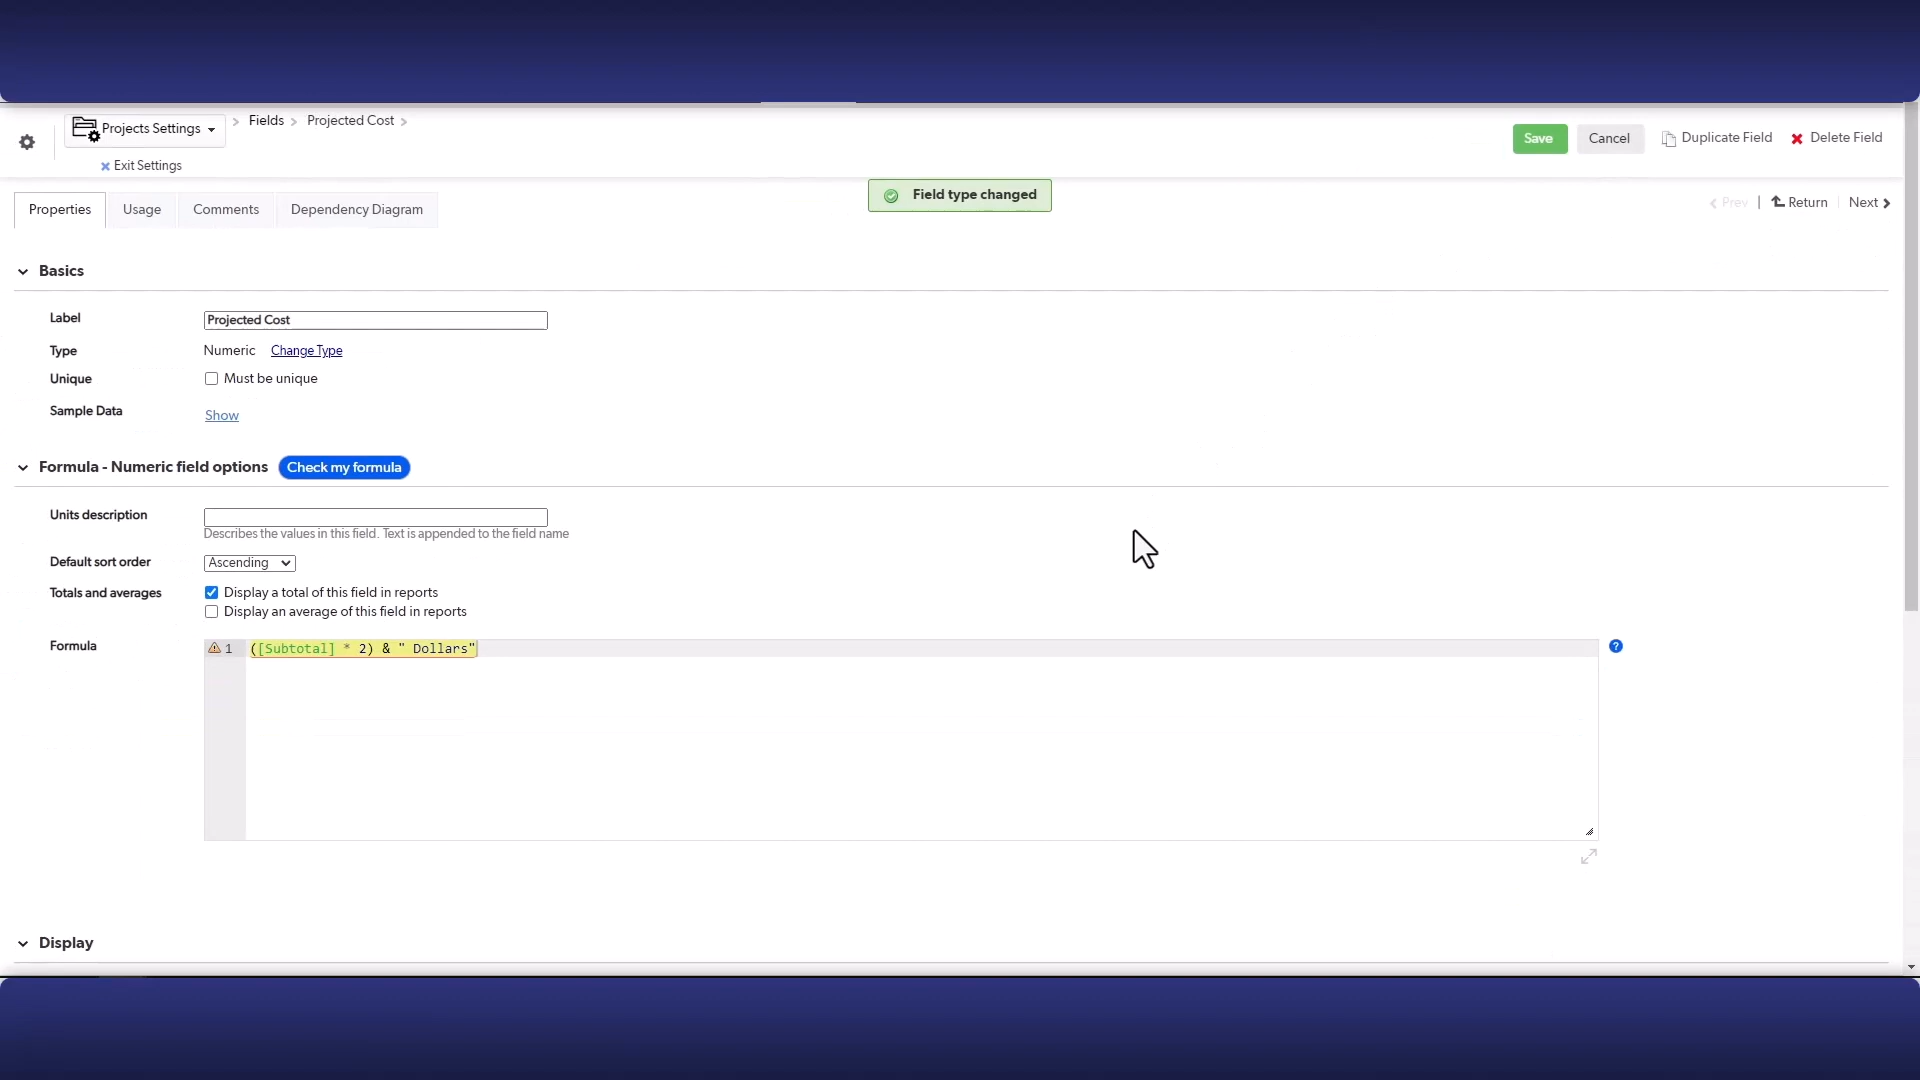 Projects Settings > Fields > Projected Cost >
Save Cancel Duplicate Field Delete Field
Exit Settings
Field type changed
Properties Usage Comments Dependency Diagram
Prev | Return Next
Basics
Label Projected Cost
Type Numeric Change Type
Unique Must be unique
Sample Data Show
Formula - Numeric field options Check my formula
Units description
Describes the values in this field. Text is appended to the field name
Default sort order Ascending
Totals and averages Display a total of this field in reports
Display an average of this field in reports
Formula 1 ([Subtotal] * 2) & " Dollars" ?
Display